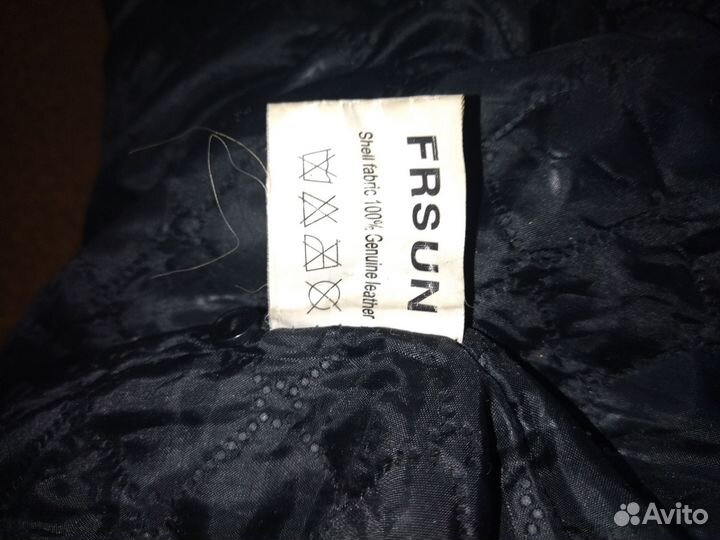 FRSUN
Shell fabric 100% Genuine leather
Avito